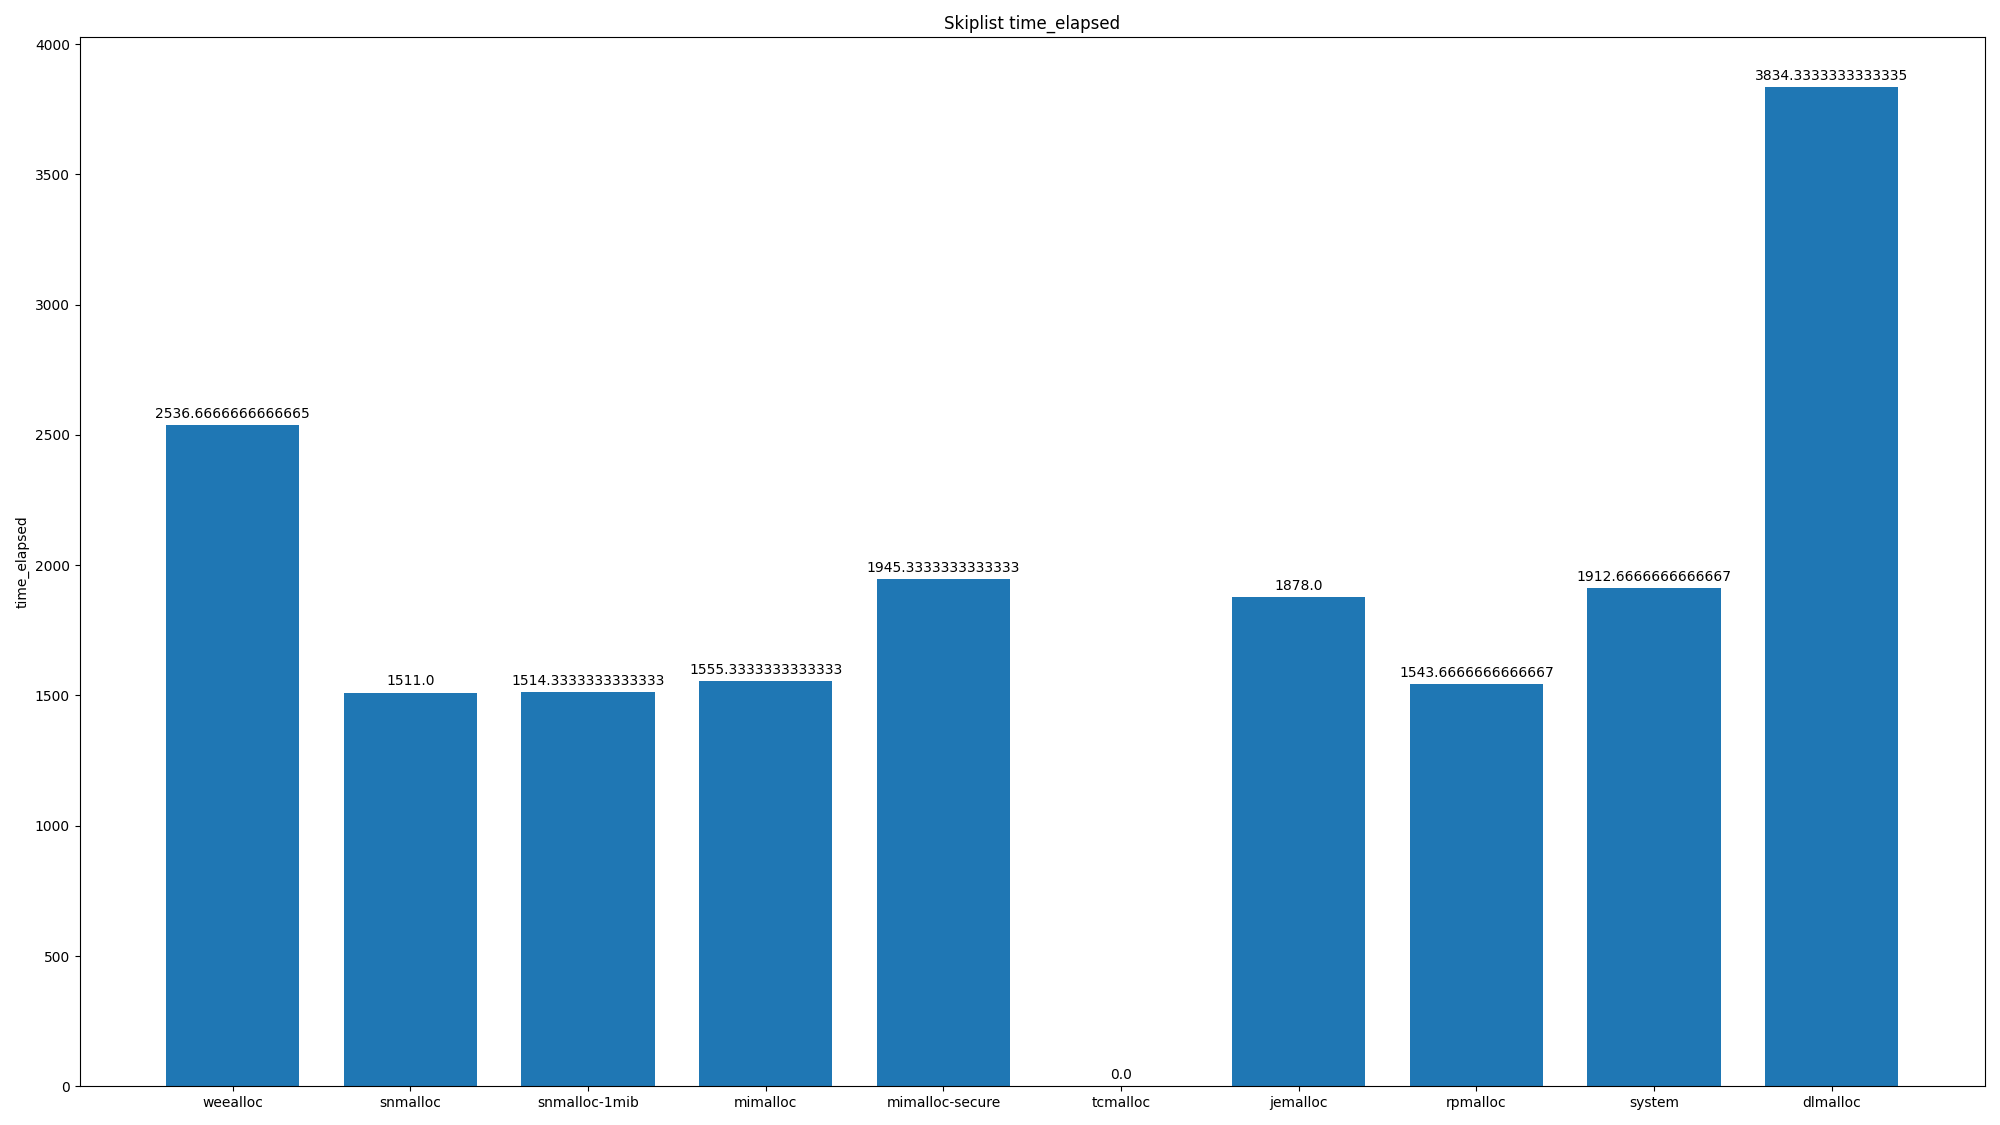 Skiplist time_elapsed
4000
3500
3000
2500
2000
1500
1000
500
0
time_elapsed
2536.6666666666665
1511.0
1514.3333333333333
1555.3333333333333
1945.3333333333333
0.0
1878.0
1543.6666666666667
1912.6666666666667
3834.3333333333335
weealloc
snmalloc
snmalloc-1mib
mimalloc
mimalloc-secure
tcmalloc
jemalloc
rpmalloc
system
dlmalloc